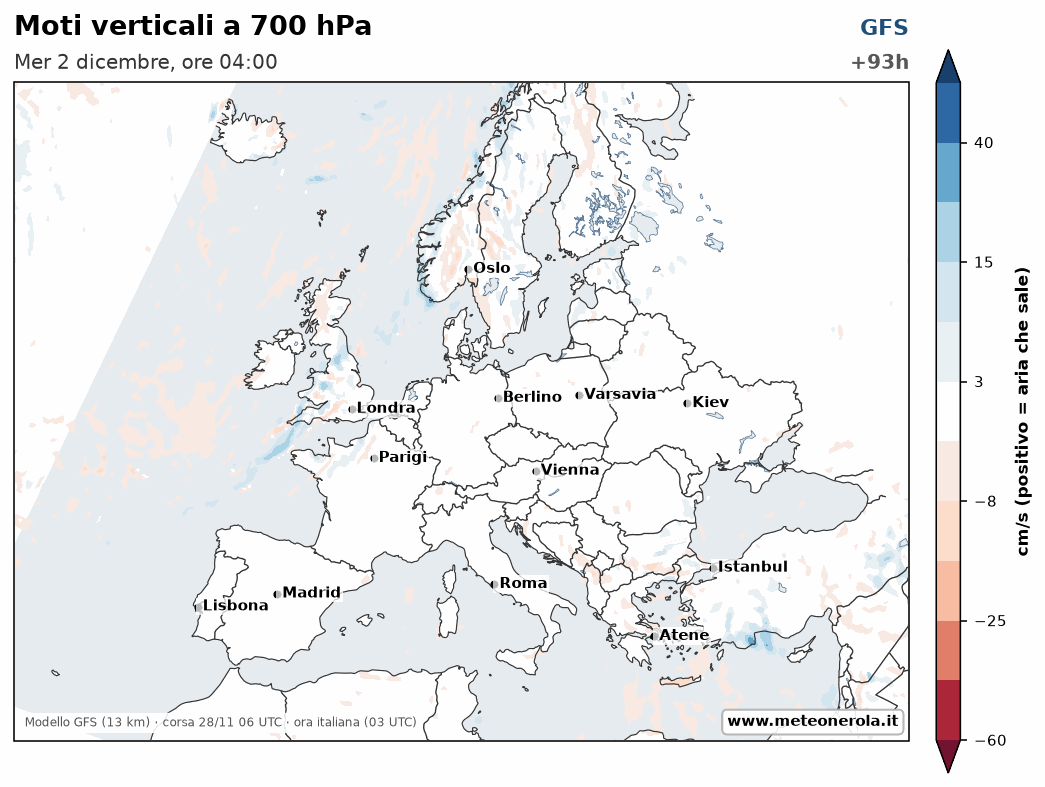 Moti verticali a 700 hPa
GFS
Mer 2 dicembre, ore 04:00
+93h
40
15
3
−8
−25
−60
cm/s (positivo = aria che sale)
Oslo
Londra
Berlino
Varsavia
Kiev
Parigi
Vienna
Istanbul
Roma
Madrid
Lisbona
Atene
Modello GFS (13 km) · corsa 28/11 06 UTC · ora italiana (03 UTC)
www.meteonerola.it